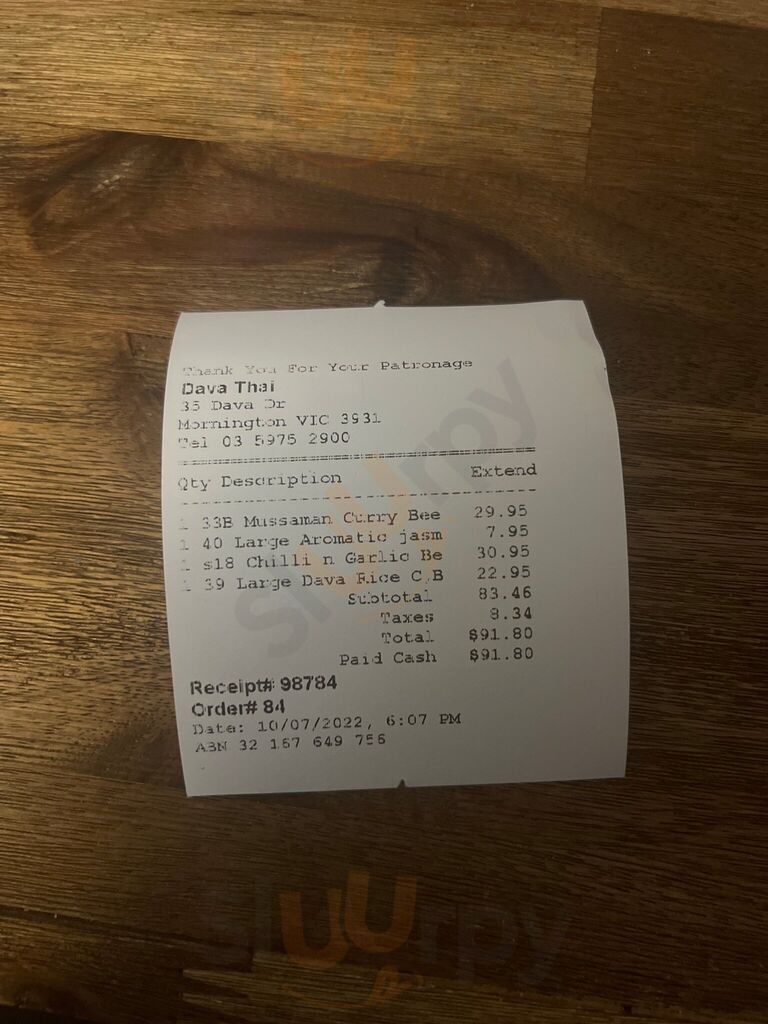 sluurpy
Thank You For Your Patronage
Dava Thai
35 Dava Dr
Mornington VIC 3931
Tel 03 5975 2900
Qty Description Extend
1 33B Mussaman Curry Bee 29.95
1 40 Large Aromatic jasm 7.95
1 s18 Chilli n Garlic Be 30.95
1 39 Large Dava Rice C,B 22.95
Subtotal 83.46
Taxes 8.34
Total $91.80
Paid Cash $91.80
Receipt# 98784
Order# 84
Date: 10/07/2022, 6:07 PM
ABN 32 167 649 756
sluurpy